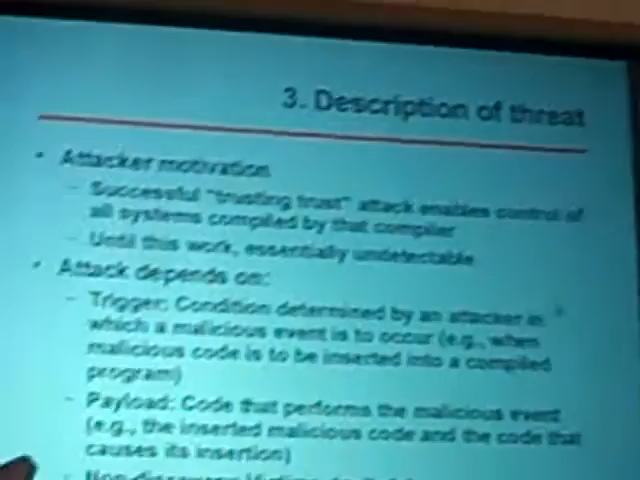 3. Description of threat
• Attacker motivation
– Successful "trusting trust" attack enables control of
all systems compiled by that compiler
– Until this work, essentially undetectable
• Attack depends on:
– Trigger: Condition determined by an attacker in
which a malicious event is to occur (e.g., when
malicious code is to be inserted into a compiled
program)
– Payload: Code that performs the malicious event
(e.g., the inserted malicious code and the code that
causes its insertion)